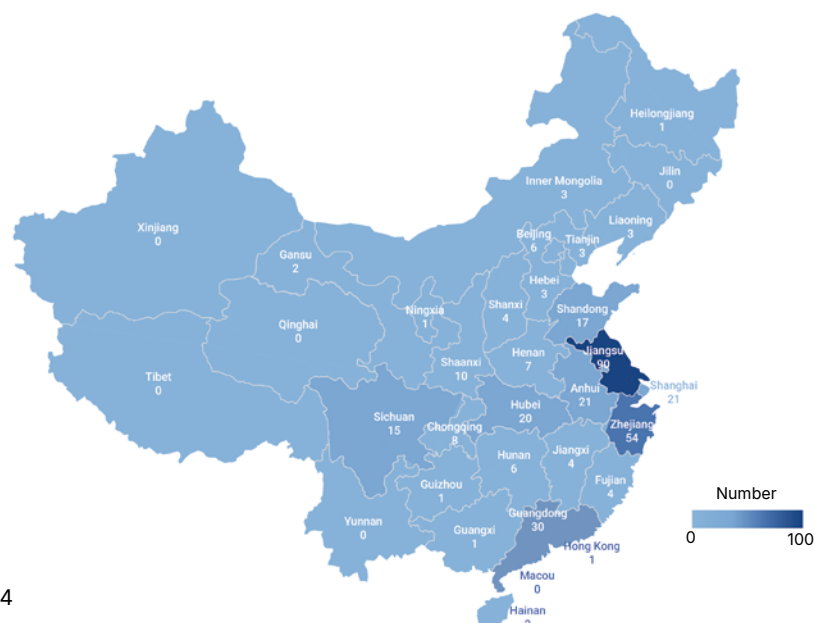 Heilongjiang
1
Jilin
0
Inner Mongolia
3
Liaoning
3
Xinjiang
0
Beijing
6
Tianjin
3
Gansu
2
Hebei
3
Shanxi
4
Shandong
17
Ningxia
1
Qinghai
0
Jiangsu
90
Henan
7
Shaanxi
10
Tibet
0
Anhui
21
Shanghai
21
Hubei
20
Sichuan
15
Chongqing
8
Zhejiang
54
Hunan
6
Jiangxi
4
Guizhou
1
Fujian
4
Number
0
100
Guangdong
30
Yunnan
0
Guangxi
1
Hong Kong
1
Macou
0
4
Hainan